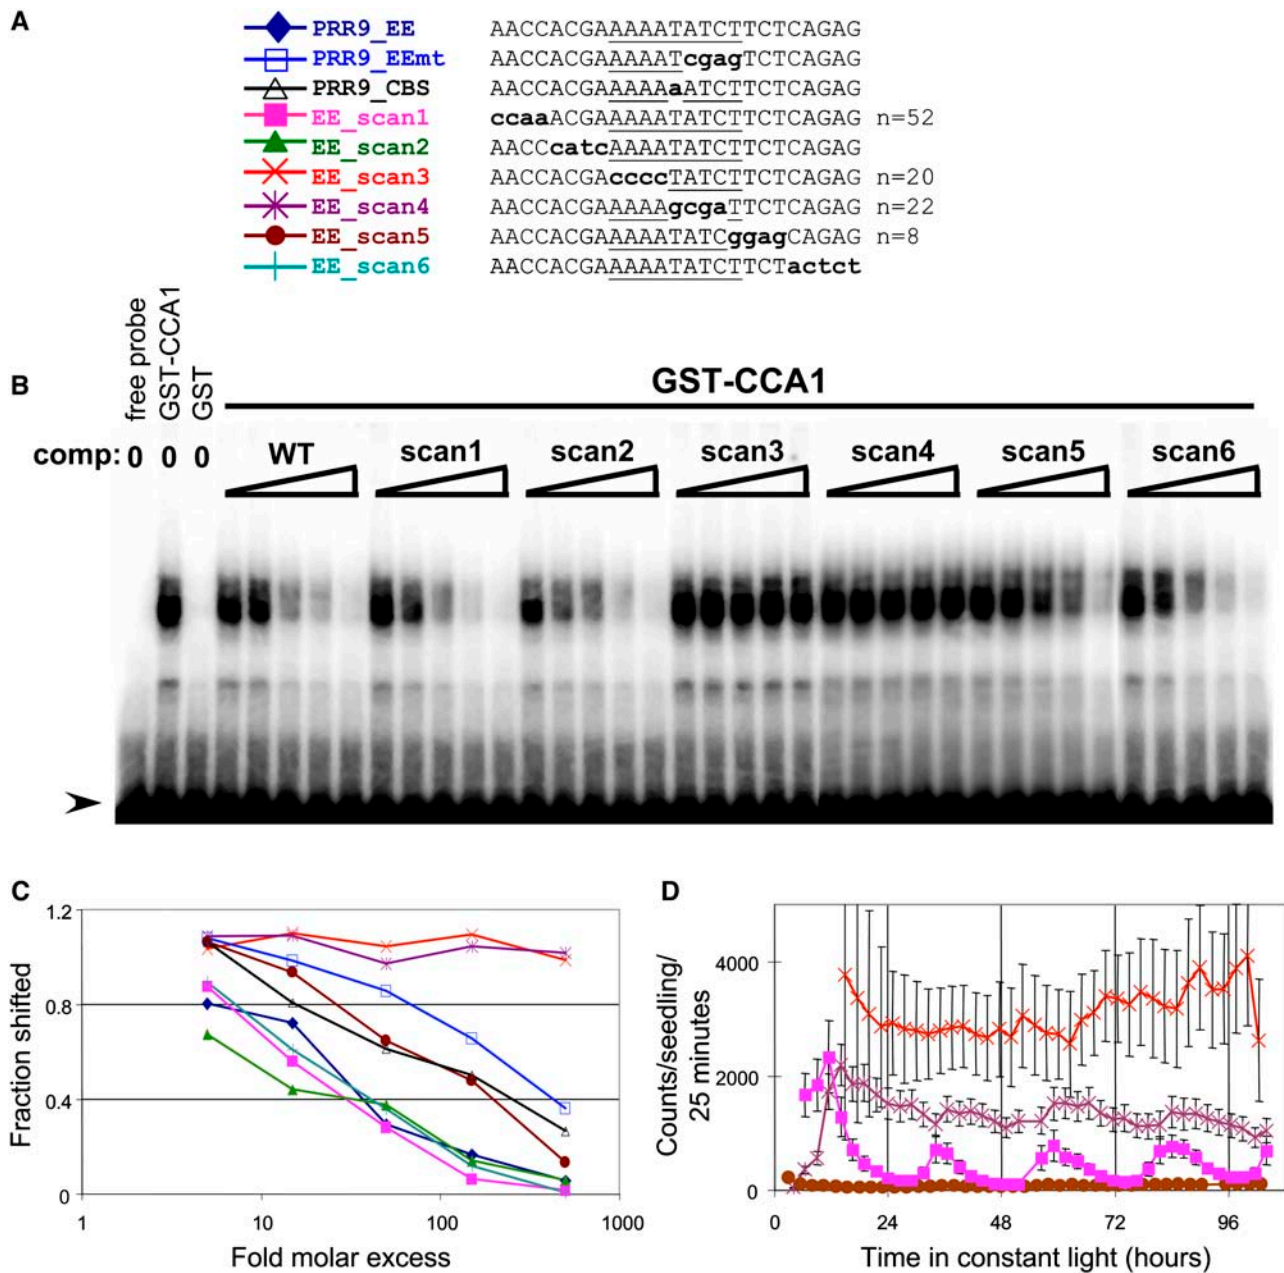 A
PRR9_EE AACCACGAAAAATATCTTCTCAGAG
PRR9_EEmt AACCACGAAAAATcgagTCTCAGAG
PRR9_CBS AACCACGAAAAAaATCTTCTCAGAG
EE_scan1 ccaaACGAAAAATATCTTCTCAGAG n=52
EE_scan2 AACCcatcAAAATATCTTCTCAGAG
EE_scan3 AACCACGAccccTATCTTCTCAGAG n=20
EE_scan4 AACCACGAAAAAgcgaTTCTCAGAG n=22
EE_scan5 AACCACGAAAAATATCggagCAGAG n=8
EE_scan6 AACCACGAAAAATATCTTCTactct
B
free probe
GST-CCA1
GST
GST-CCA1
comp: 0 0 0 WT scan1 scan2 scan3 scan4 scan5 scan6
C
1.2
0.8
0.4
0
Fraction shifted
1 10 100 1000
Fold molar excess
D
4000
2000
0
Counts/seedling/
25 minutes
0 24 48 72 96
Time in constant light (hours)